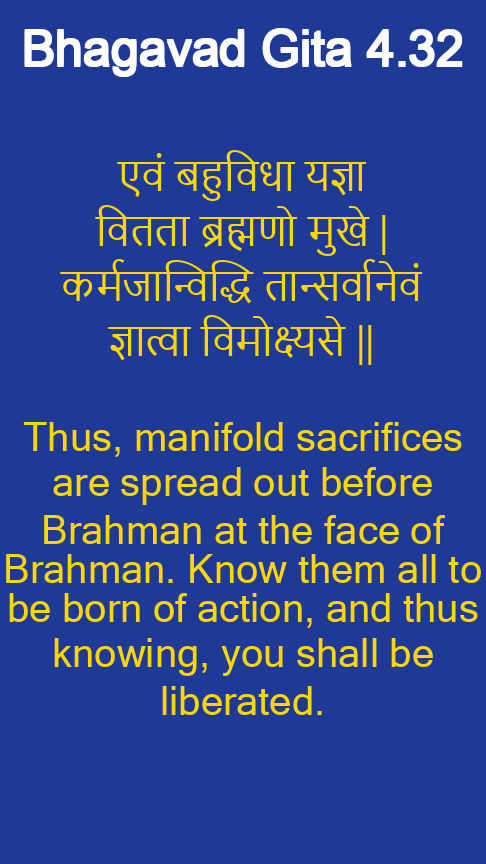 Bhagavad Gita 4.32
एवं बहुविधा यज्ञा
वितता ब्रह्मणो मुखे |
कर्मजान्विद्धि तान्सर्वानेवं
ज्ञात्वा विमोक्ष्यसे ||
Thus, manifold sacrifices
are spread out before
Brahman at the face of
Brahman. Know them all to
be born of action, and thus
knowing, you shall be
liberated.